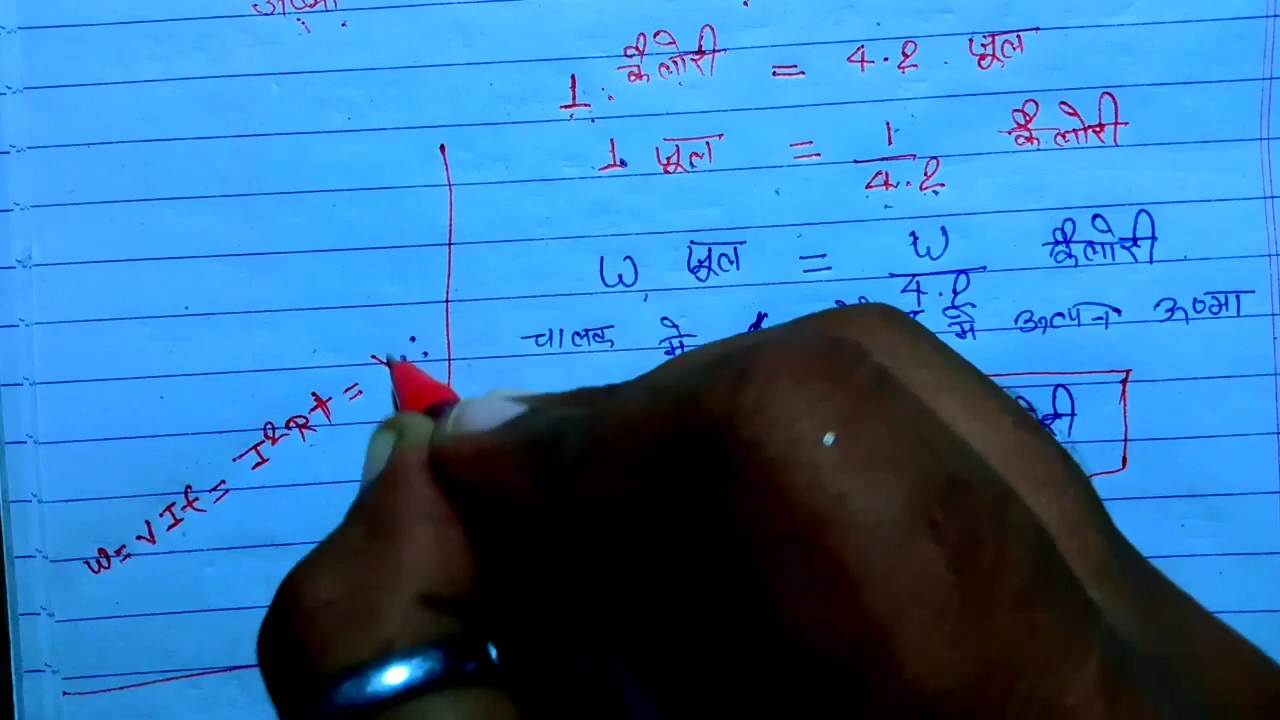 1 कैलोरी = 4.2 जूल
1 जूल = 1/4.2 कैलोरी
W जूल = W/4.2 कैलोरी
चालक मे मे उत्पन्न ऊष्मा
W = VIt = I²Rt =